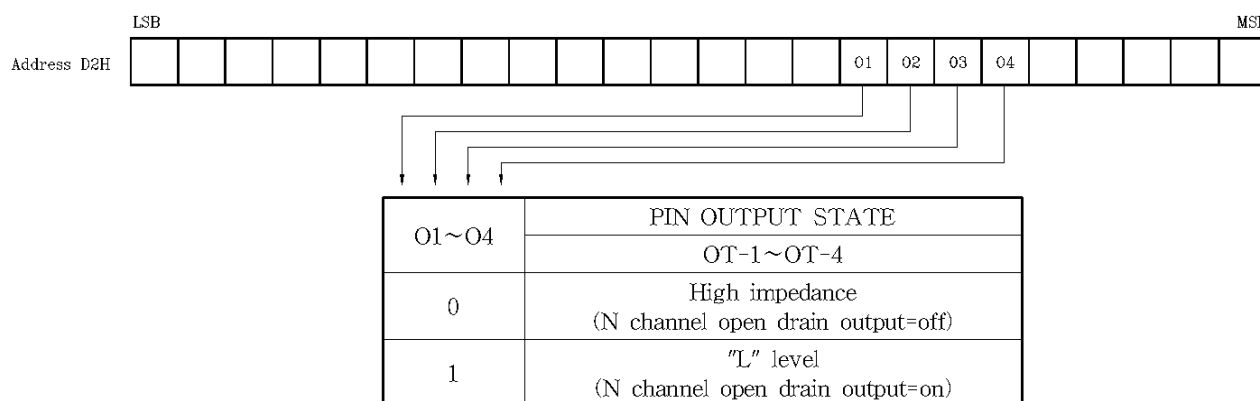 LSB MSB
Address D2H O1 O2 O3 O4
O1~O4 PIN OUTPUT STATE
OT-1~OT-4
0 High impedance
(N channel open drain output=off)
1 "L" level
(N channel open drain output=on)